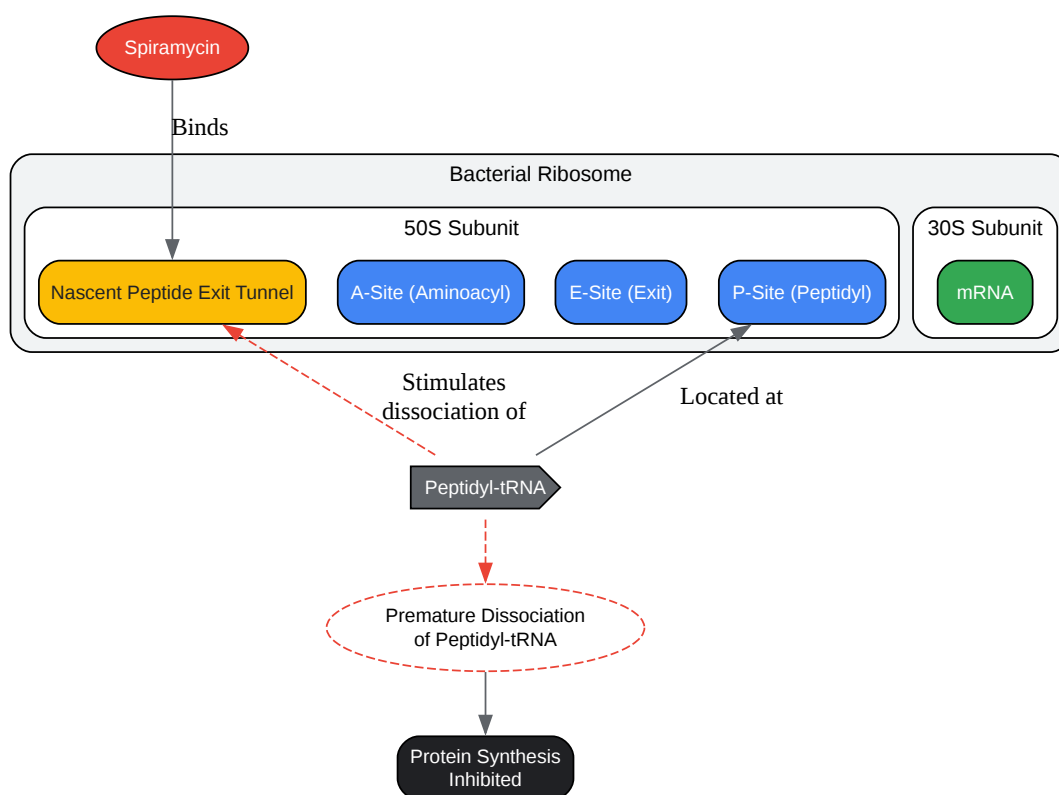 Spiramycin
Binds
Bacterial Ribosome
50S Subunit
30S Subunit
Nascent Peptide Exit Tunnel
A-Site (Aminoacyl)
E-Site (Exit)
P-Site (Peptidyl)
mRNA
Stimulates
dissociation of
Located at
Peptidyl-tRNA
Premature Dissociation
of Peptidyl-tRNA
Protein Synthesis
Inhibited